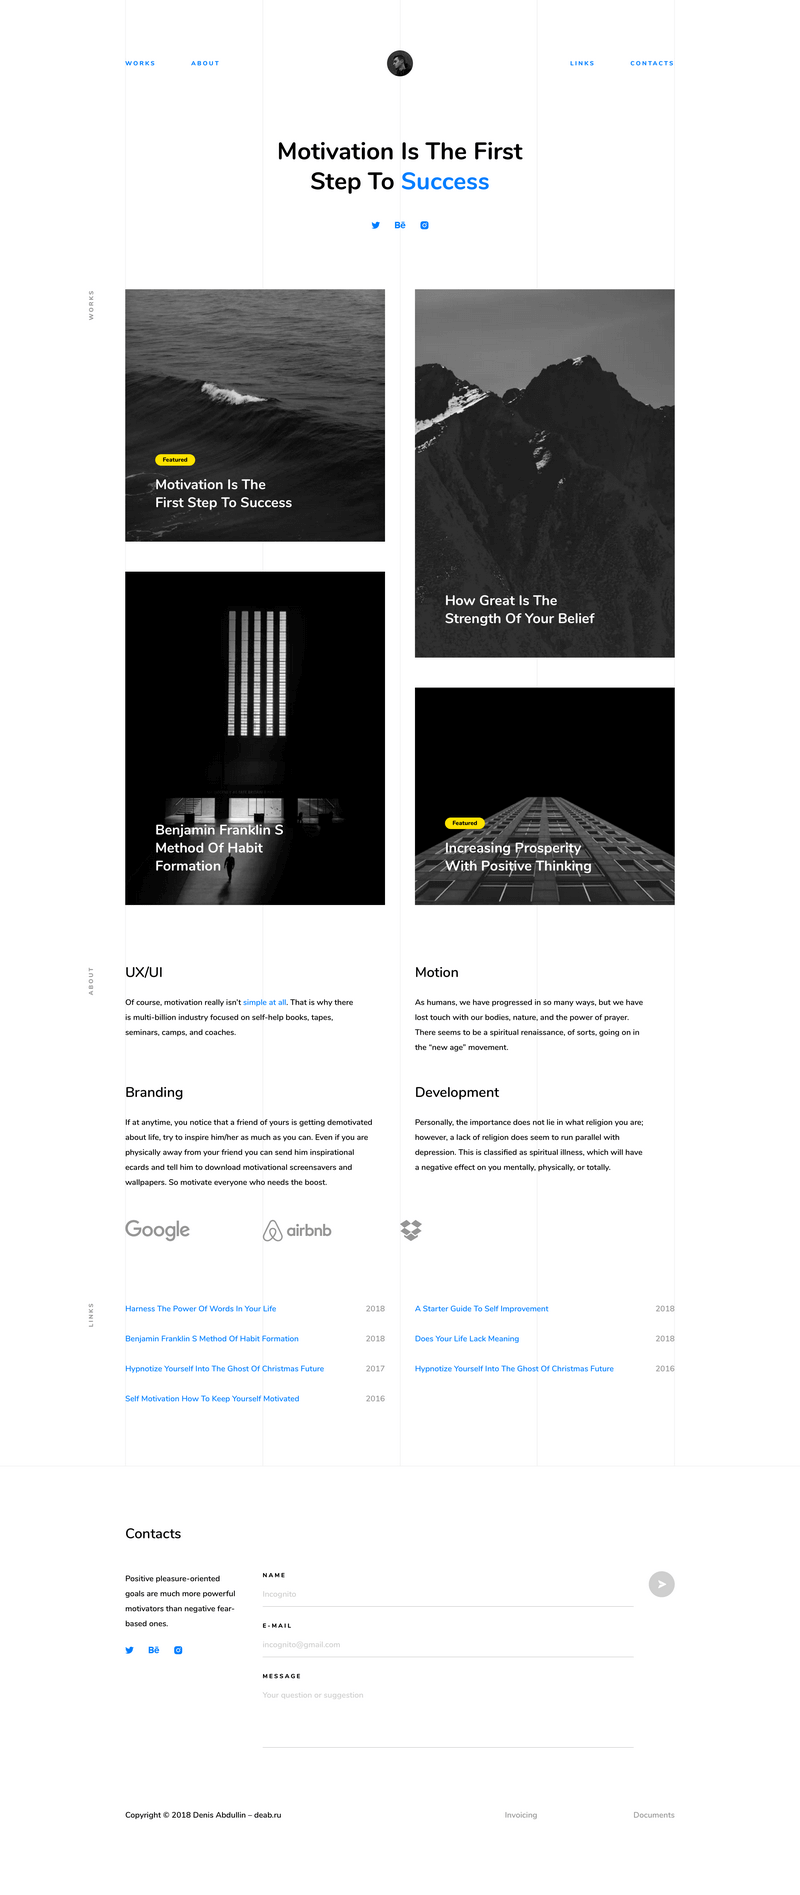 WORKS
ABOUT
LINKS
CONTACTS
Motivation Is The First
Step To Success
Bē
WORKS
Featured
Motivation Is The
First Step To Success
How Great Is The
Strength Of Your Belief
Benjamin Franklin S
Method Of Habit
Formation
Featured
Increasing Prosperity
With Positive Thinking
ABOUT
UX/UI
Of course, motivation really isn't simple at all. That is why there
is multi-billion industry focused on self-help books, tapes,
seminars, camps, and coaches.
Motion
As humans, we have progressed in so many ways, but we have
lost touch with our bodies, nature, and the power of prayer.
There seems to be a spiritual renaissance, of sorts, going on in
the "new age" movement.
Branding
If at anytime, you notice that a friend of yours is getting demotivated
about life, try to inspire him/her as much as you can. Even if you are
physically away from your friend you can send him inspirational
ecards and tell him to download motivational screensavers and
wallpapers. So motivate everyone who needs the boost.
Development
Personally, the importance does not lie in what religion you are;
however, a lack of religion does seem to run parallel with
depression. This is classified as spiritual illness, which will have
a negative effect on you mentally, physically, or totally.
Google
airbnb
LINKS
Harness The Power Of Words In Your Life 2018
Benjamin Franklin S Method Of Habit Formation 2018
Hypnotize Yourself Into The Ghost Of Christmas Future 2017
Self Motivation How To Keep Yourself Motivated 2016
A Starter Guide To Self Improvement 2018
Does Your Life Lack Meaning 2018
Hypnotize Yourself Into The Ghost Of Christmas Future 2016
Contacts
Positive pleasure-oriented
goals are much more powerful
motivators than negative fear-
based ones.
Bē
NAME
Incognito
E-MAIL
incognito@gmail.com
MESSAGE
Your question or suggestion
Copyright © 2018 Denis Abdullin – deab.ru
Invoicing
Documents